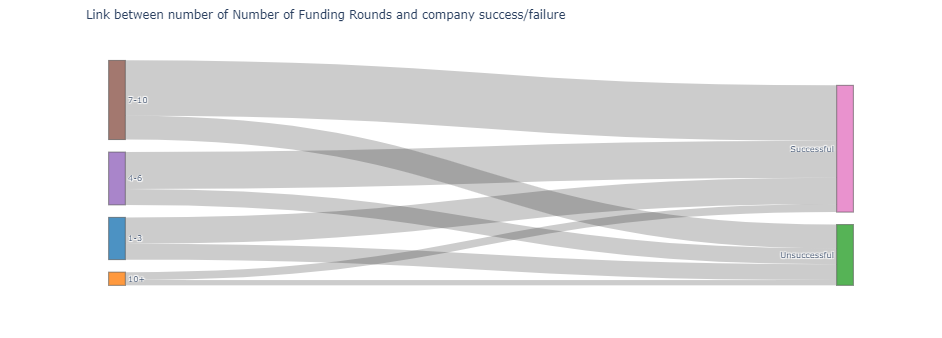 Link between number of Number of Funding Rounds and company success/failure
7-10
4-6
1-3
10+
Successful
Unsuccessful